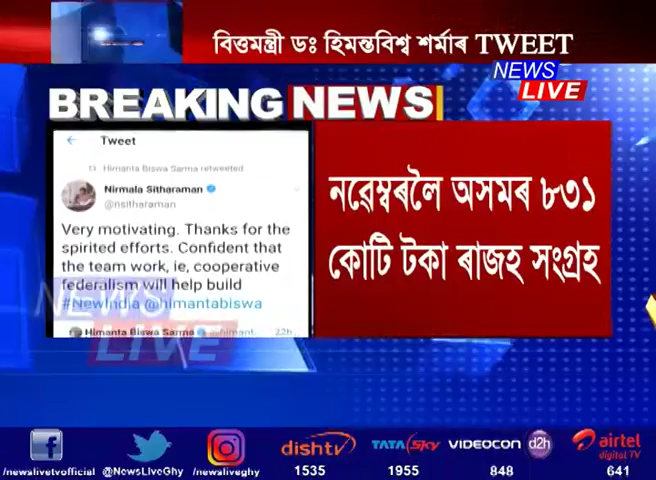 বিত্তমন্ত্ৰী ডঃ হিমন্তবিশ্ব শৰ্মাৰ TWEET
NEWS
LIVE
BREAKING NEWS
Tweet
Himanta Biswa Sarma retweeted
Nirmala Sitharaman
@nsitharaman
Very motivating. Thanks for the
spirited efforts. Confident that
the team work, ie, cooperative
federalism will help build
#NewIndia @himantabiswa
Himanta Biswa Sarma @himant. 22h
নৱেম্বৰলৈ অসমৰ ৮৩১
কোটি টকা ৰাজহ সংগ্ৰহ
NEWS
LIVE
/newslivetvofficial @NewsLiveGhy /newsliveghy
dishtv TATA Sky VIDEOCON d2h airtel
digital TV
1535 1955 848 641